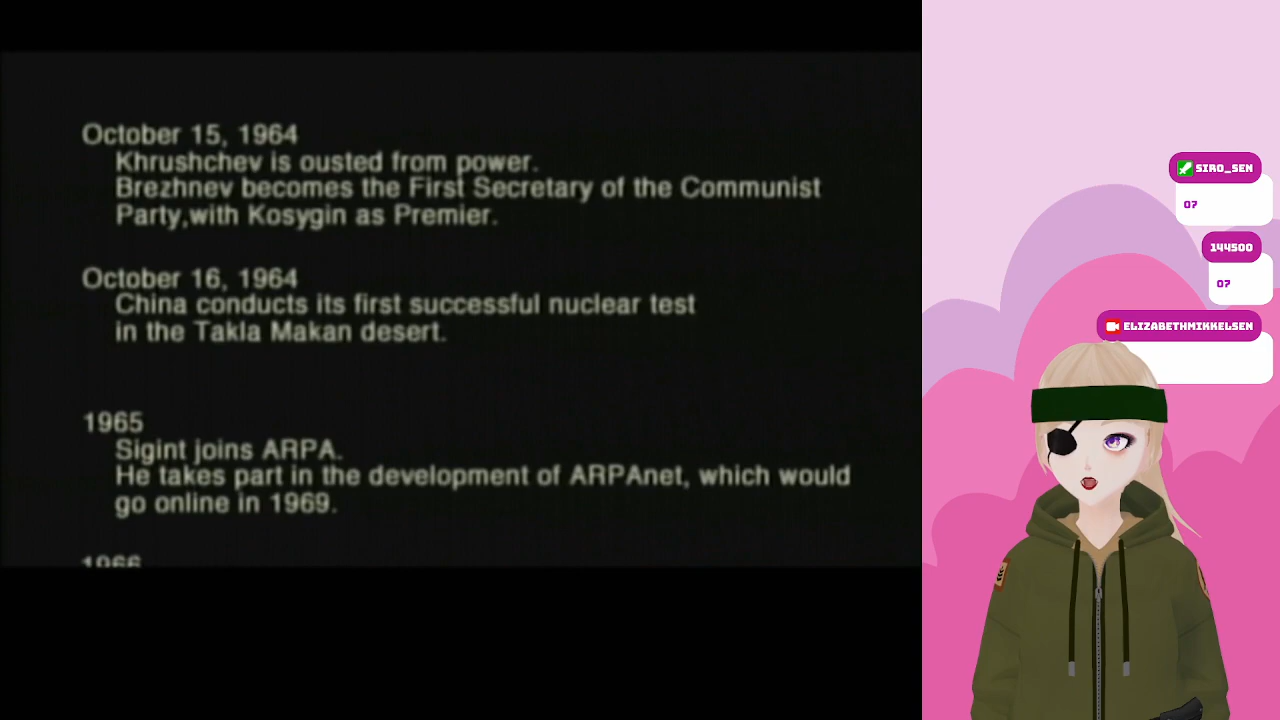 October 15, 1964
Khrushchev is ousted from power.
Brezhnev becomes the First Secretary of the Communist
Party,with Kosygin as Premier.
October 16, 1964
China conducts its first successful nuclear test
in the Takla Makan desert.
1965
Sigint joins ARPA.
He takes part in the development of ARPAnet, which would
go online in 1969.
1966
SIRO_SEN
07
144500
07
ELIZABETHMIKKELSEN